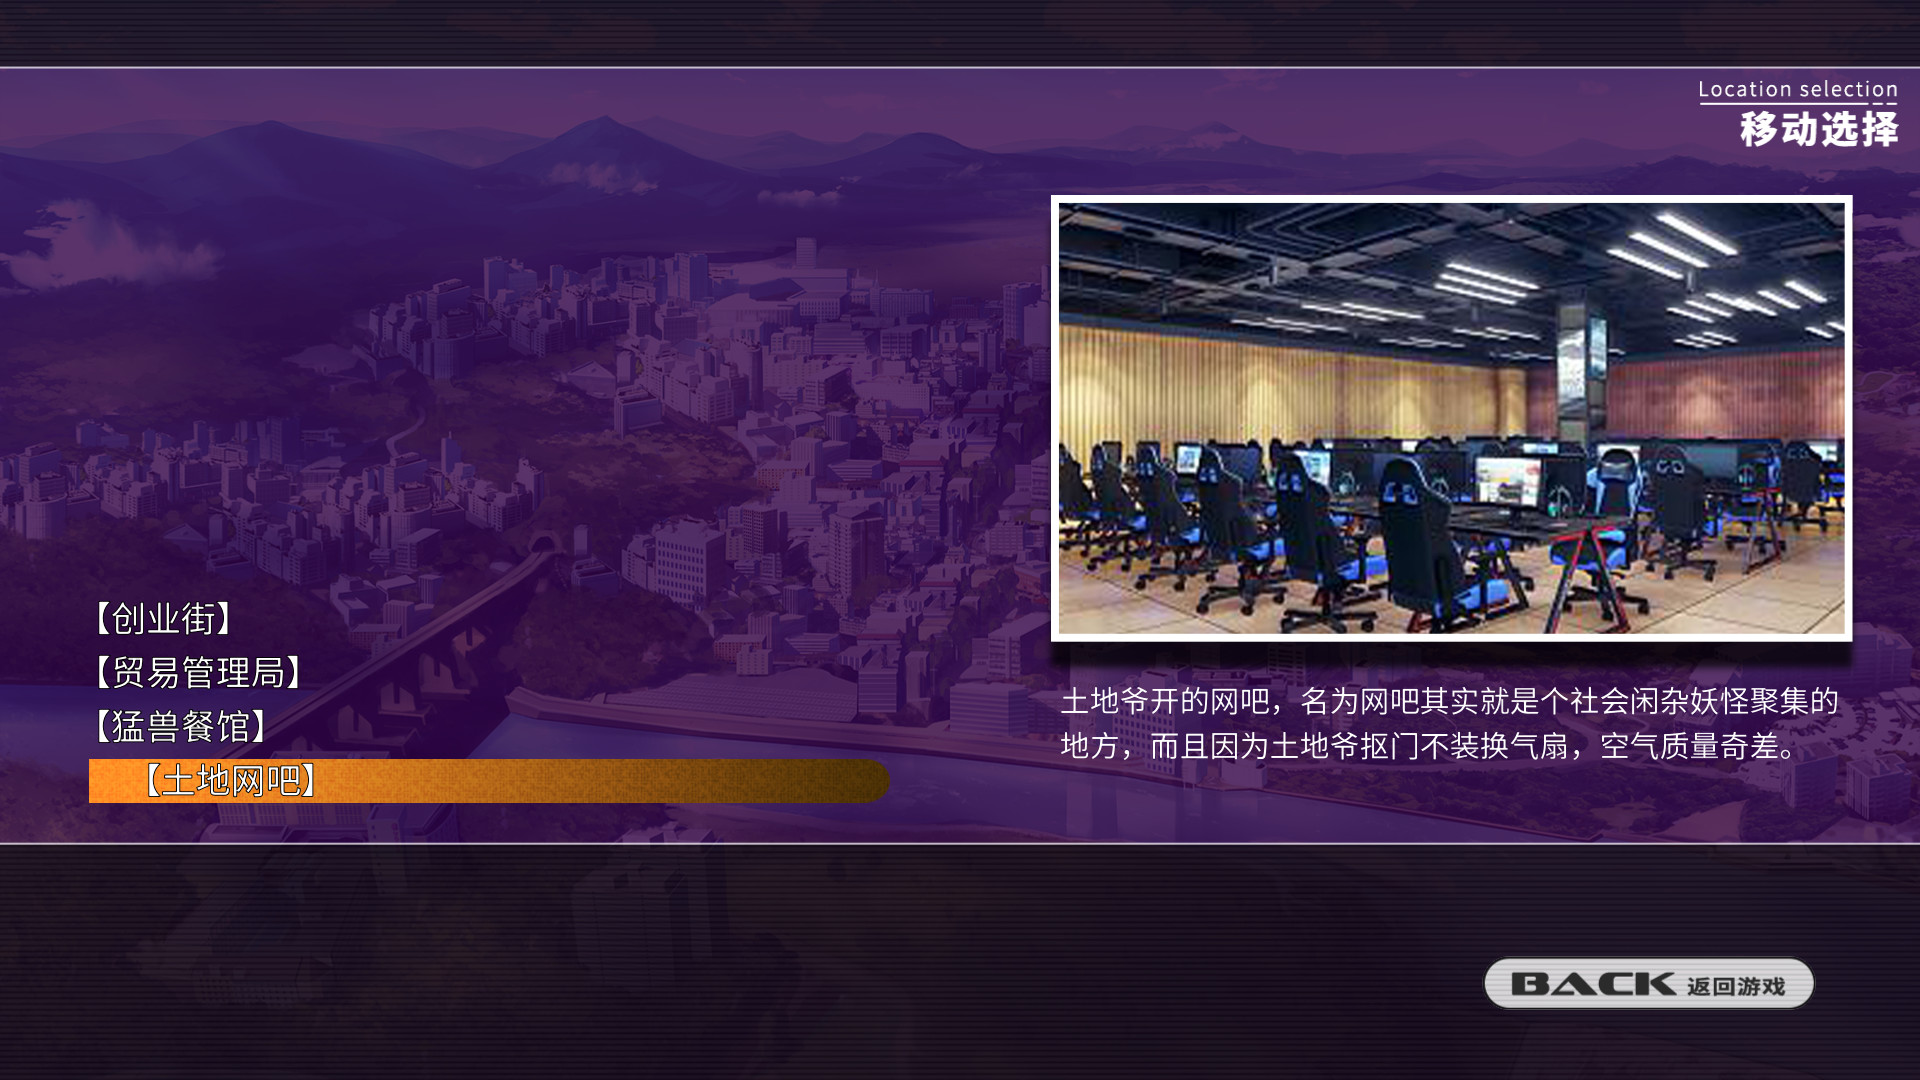 Location selection
移动选择
【创业街】
【贸易管理局】
【猛兽餐馆】
【土地网吧】
土地爷开的网吧，名为网吧其实就是个社会闲杂妖怪聚集的
地方，而且因为土地爷抠门不装换气扇，空气质量奇差。
BACK 返回游戏